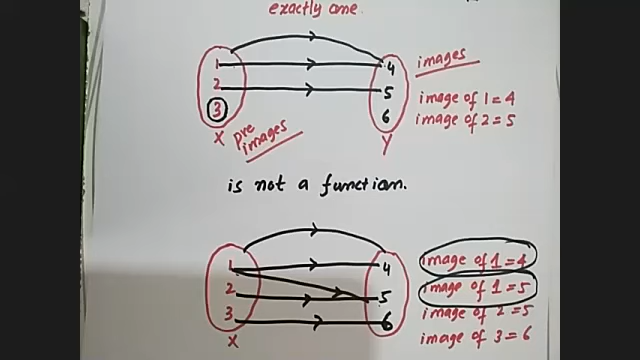 exactly one.
1 4 images
2 5 image of 1=4
3 6 image of 2=5
X pre images Y
is not a function.
1 4 image of 1=4
2 5 image of 1=5
image of 2=5
3 6 image of 3=6
X